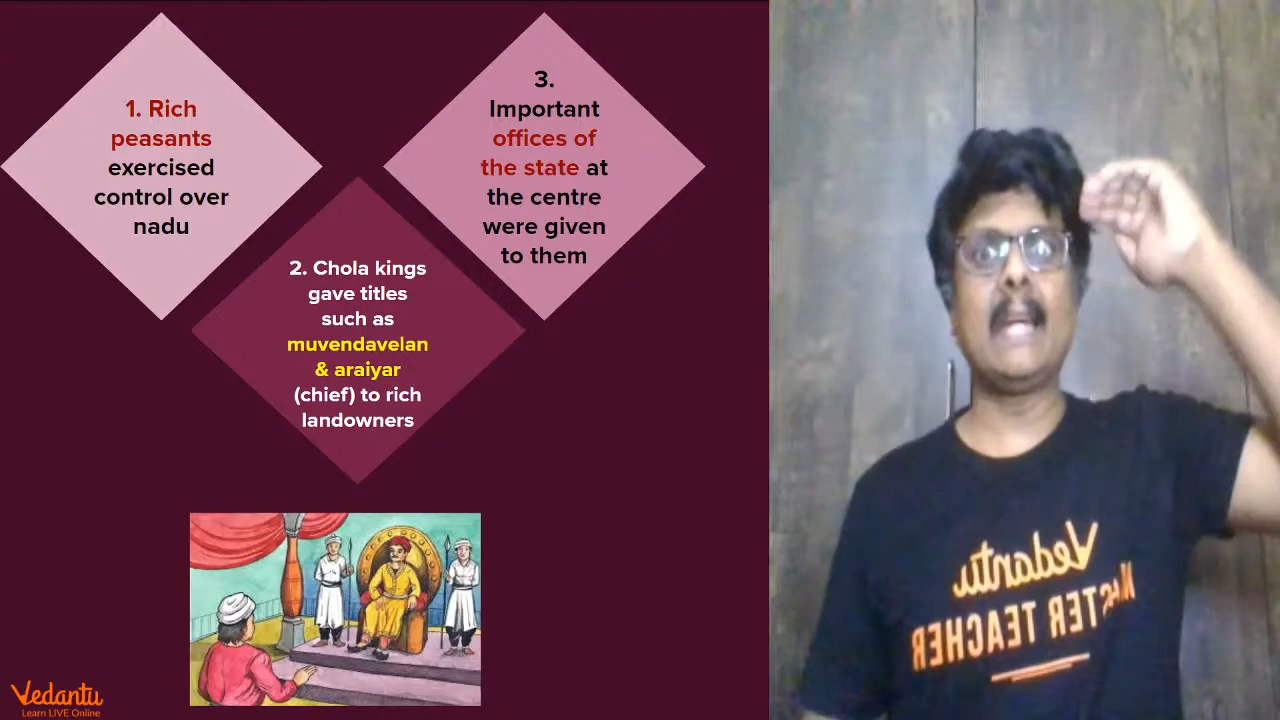 1. Rich
peasants
exercised
control over
nadu
2. Chola kings
gave titles
such as
muvendavelan
& araiyar
(chief) to rich
landowners
3.
Important
offices of
the state at
the centre
were given
to them
Vedantu
Learn LIVE Online
Vedantu
MASTER TEACHER